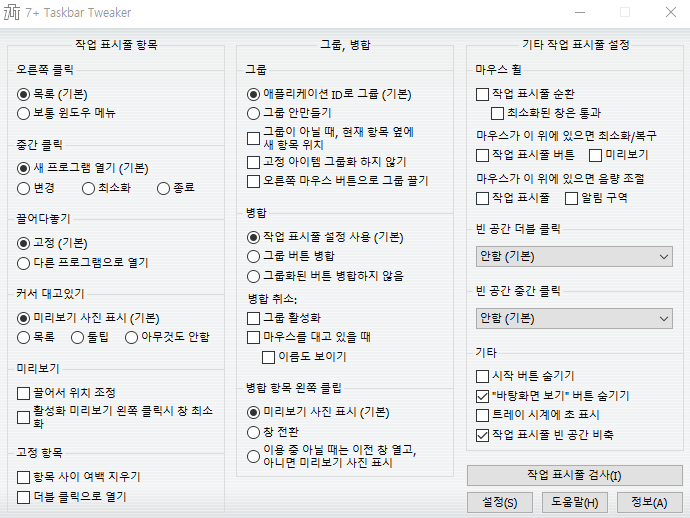 7+ Taskbar Tweaker
작업 표시풀 항목
오른쪽 클릭
목록 (기본)
보통 윈도우 메뉴
중간 클릭
새 프로그램 열기 (기본)
변경
최소화
종료
끌어다놓기
고정 (기본)
다른 프로그램으로 열기
커서 대고있기
미리보기 사진 표시 (기본)
목록
툴팁
아무것도 안함
미리보기
끌어서 위치 조정
활성화 미리보기 왼쪽 클릭시 창 최소
화
고정 항목
항목 사이 여백 지우기
더블 클릭으로 열기
그룹, 병합
그룹
애플리케이션 ID로 그룹 (기본)
그룹 안만들기
그룹이 아닐 때, 현재 항목 옆에
새 항목 위치
고정 아이템 그룹화 하지 않기
오른쪽 마우스 버튼으로 그룹 끌기
병합
작업 표시풀 설정 사용 (기본)
그룹 버튼 병합
그룹화된 버튼 병합하지 않음
병합 취소:
그룹 활성화
마우스를 대고 있을 때
이름도 보이기
병합 항목 왼쪽 클립
미리보기 사진 표시 (기본)
창 전환
이용 중 아닐 때는 이전 창 열고,
아니면 미리보기 사진 표시
기타 작업 표시풀 설정
마우스 휠
작업 표시풀 순환
최소화된 창은 통과
마우스가 이 위에 있으면 최소화/복구
작업 표시풀 버튼
미리보기
마우스가 이 위에 있으면 음량 조절
작업 표시풀
알림 구역
빈 공간 더블 클릭
안함 (기본)
빈 공간 중간 클릭
안함 (기본)
기타
시작 버튼 숨기기
"바탕화면 보기" 버튼 숨기기
트레이 시계에 초 표시
작업 표시풀 빈 공간 비축
작업 표시풀 검사(I)
설정(S)
도움말(H)
정보(A)